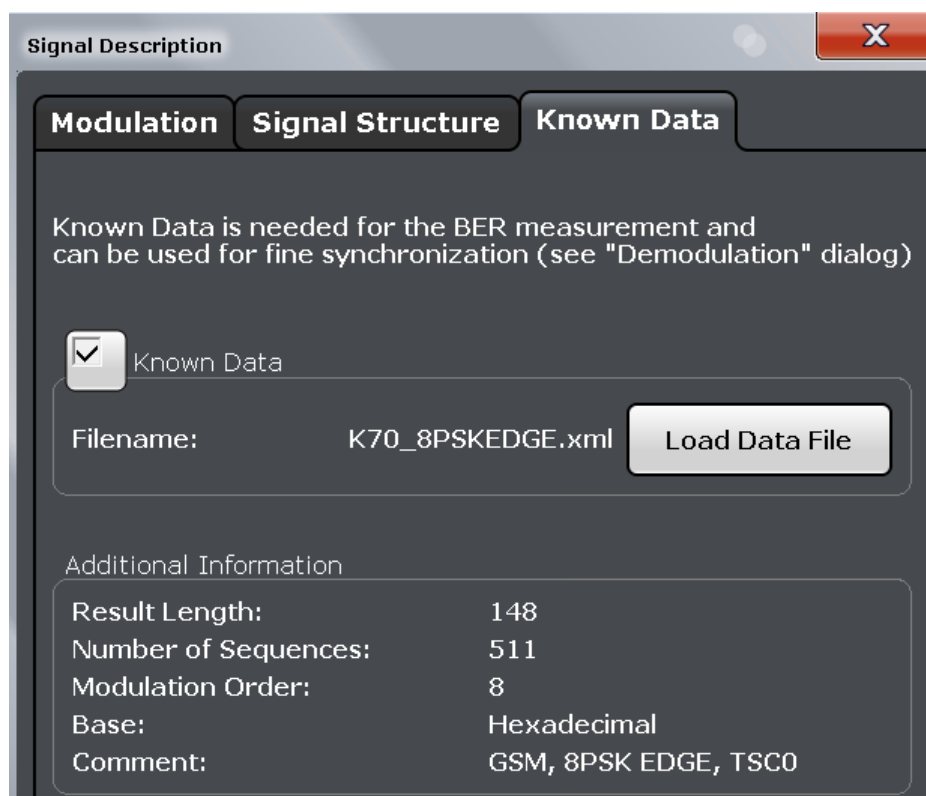 Signal Description
X
Modulation Signal Structure Known Data
Known Data is needed for the BER measurement and
can be used for fine synchronization (see "Demodulation" dialog)
Known Data
Filename: K70_8PSKEDGE.xml Load Data File
Additional Information
Result Length: 148
Number of Sequences: 511
Modulation Order: 8
Base: Hexadecimal
Comment: GSM, 8PSK EDGE, TSC0